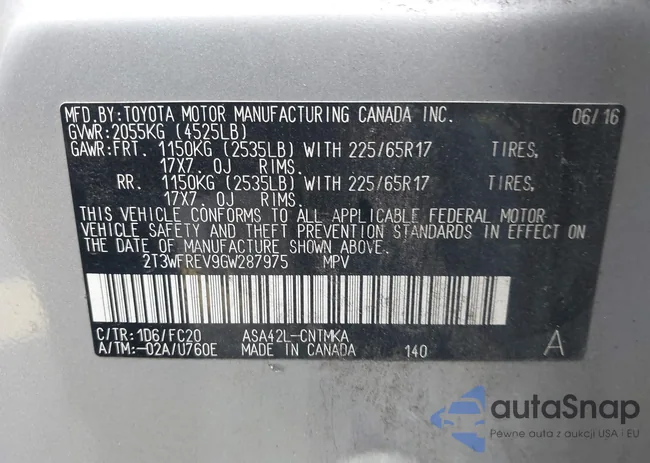 MFD.BY:TOYOTA MOTOR MANUFACTURING CANADA INC. 06/16
GVWR:2055KG (4525LB)
GAWR:FRT. 1150KG (2535LB) WITH 225/65R17 TIRES,
17X7. 0J RIMS.
RR. 1150KG (2535LB) WITH 225/65R17 TIRES,
17X7. 0J RIMS.
THIS VEHICLE CONFORMS TO ALL APPLICABLE FEDERAL MOTOR
VEHICLE SAFETY AND THEFT PREVENTION STANDARDS IN EFFECT ON
THE DATE OF MANUFACTURE SHOWN ABOVE.
2T3WFREV9GW287975 MPV
C/TR:1D6/FC20 ASA42L-CNTMKA
A/TM:-02A/U760E MADE IN CANADA 140 A
autaSnap
Pewne auta z aukcji USA i EU